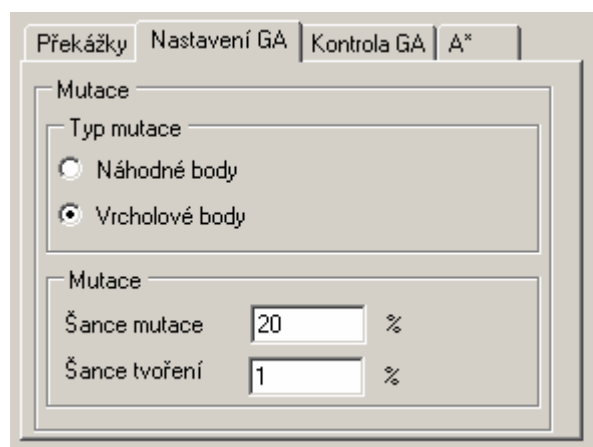 Překážky Nastavení GA Kontrola GA A*
Mutace
Typ mutace
Náhodné body
Vrcholové body
Mutace
Šance mutace 20 %
Šance tvoření 1 %